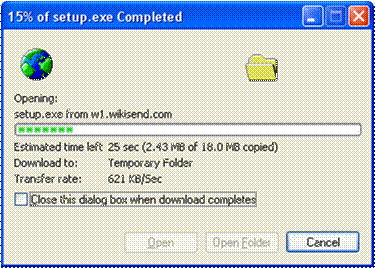 15% of setup.exe Completed
Opening:
setup.exe from w1.wikisend.com
Estimated time left 25 sec (2.43 MB of 18.0 MB copied)
Download to: Temporary Folder
Transfer rate: 621 KB/Sec
Close this dialog box when download completes
Open Open Folder Cancel